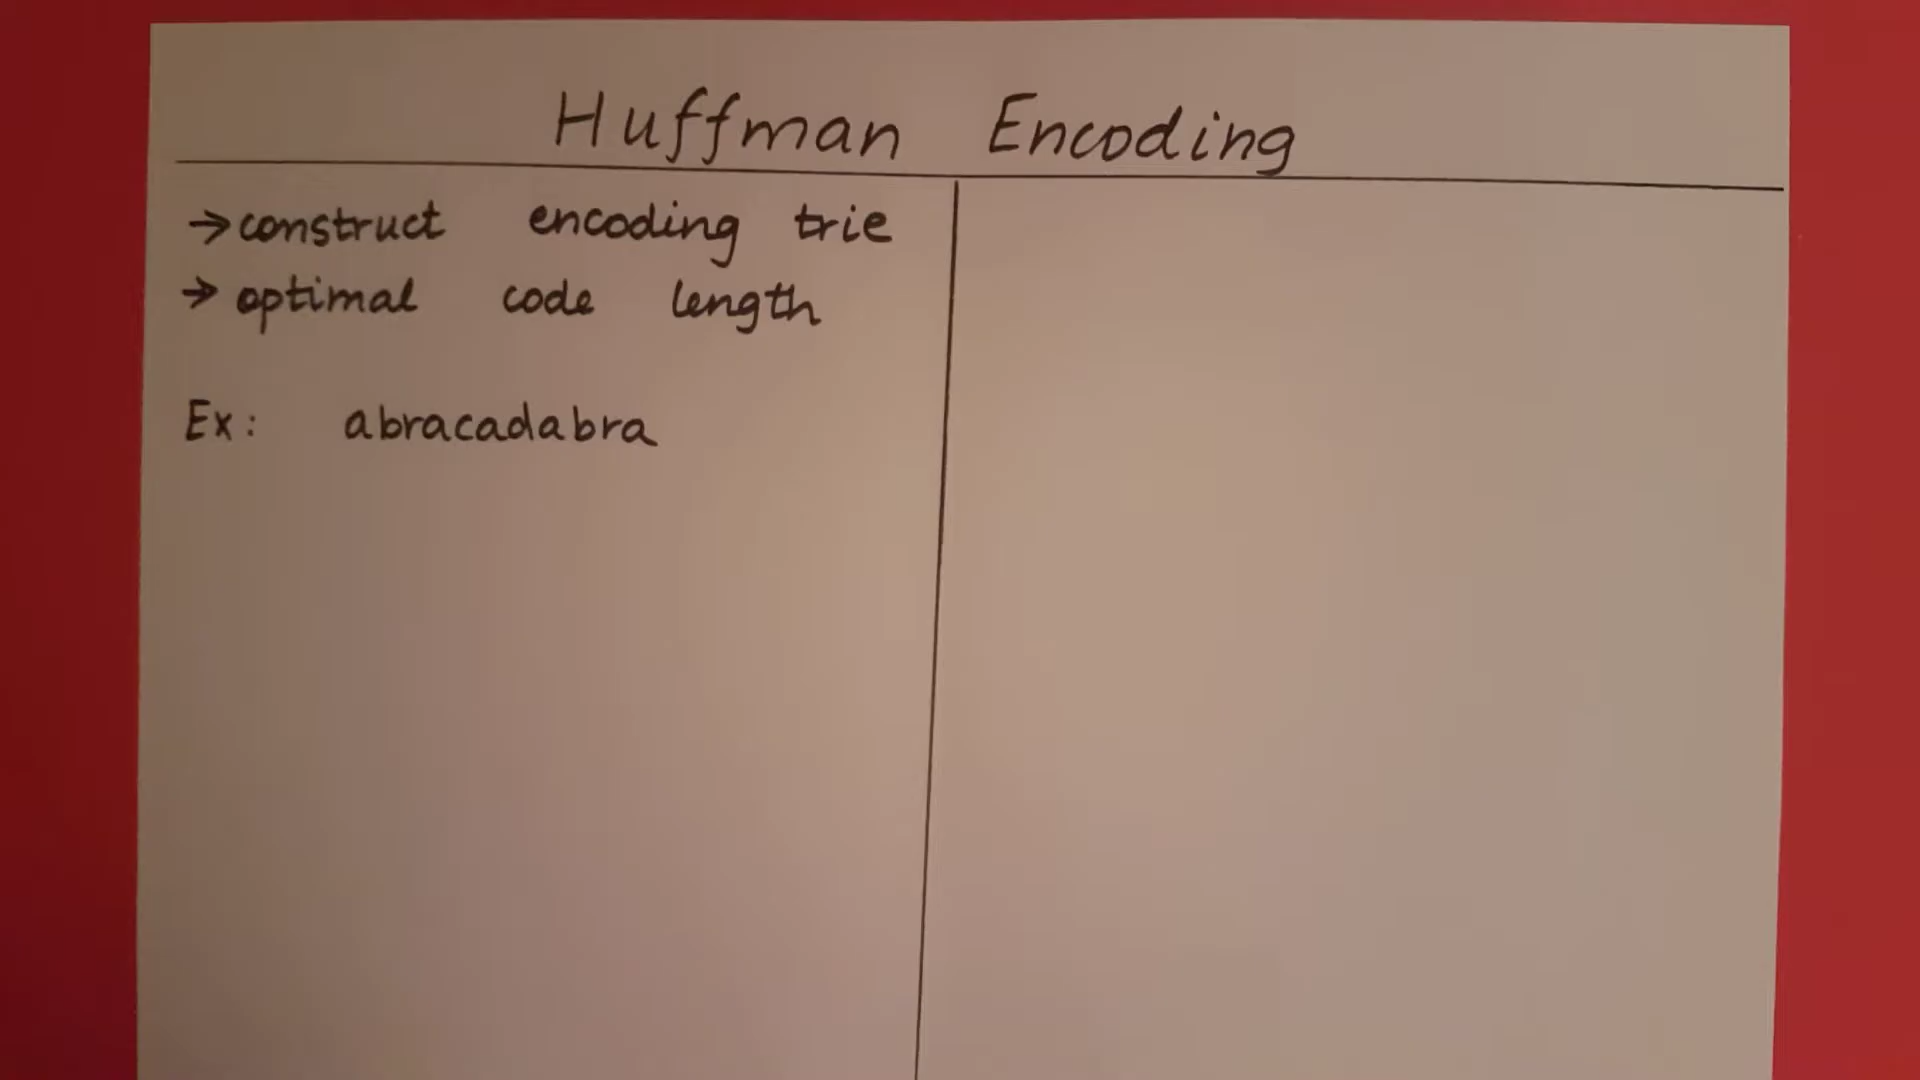 Huffman Encoding
→ construct encoding trie
→ optimal code length
Ex: abracadabra